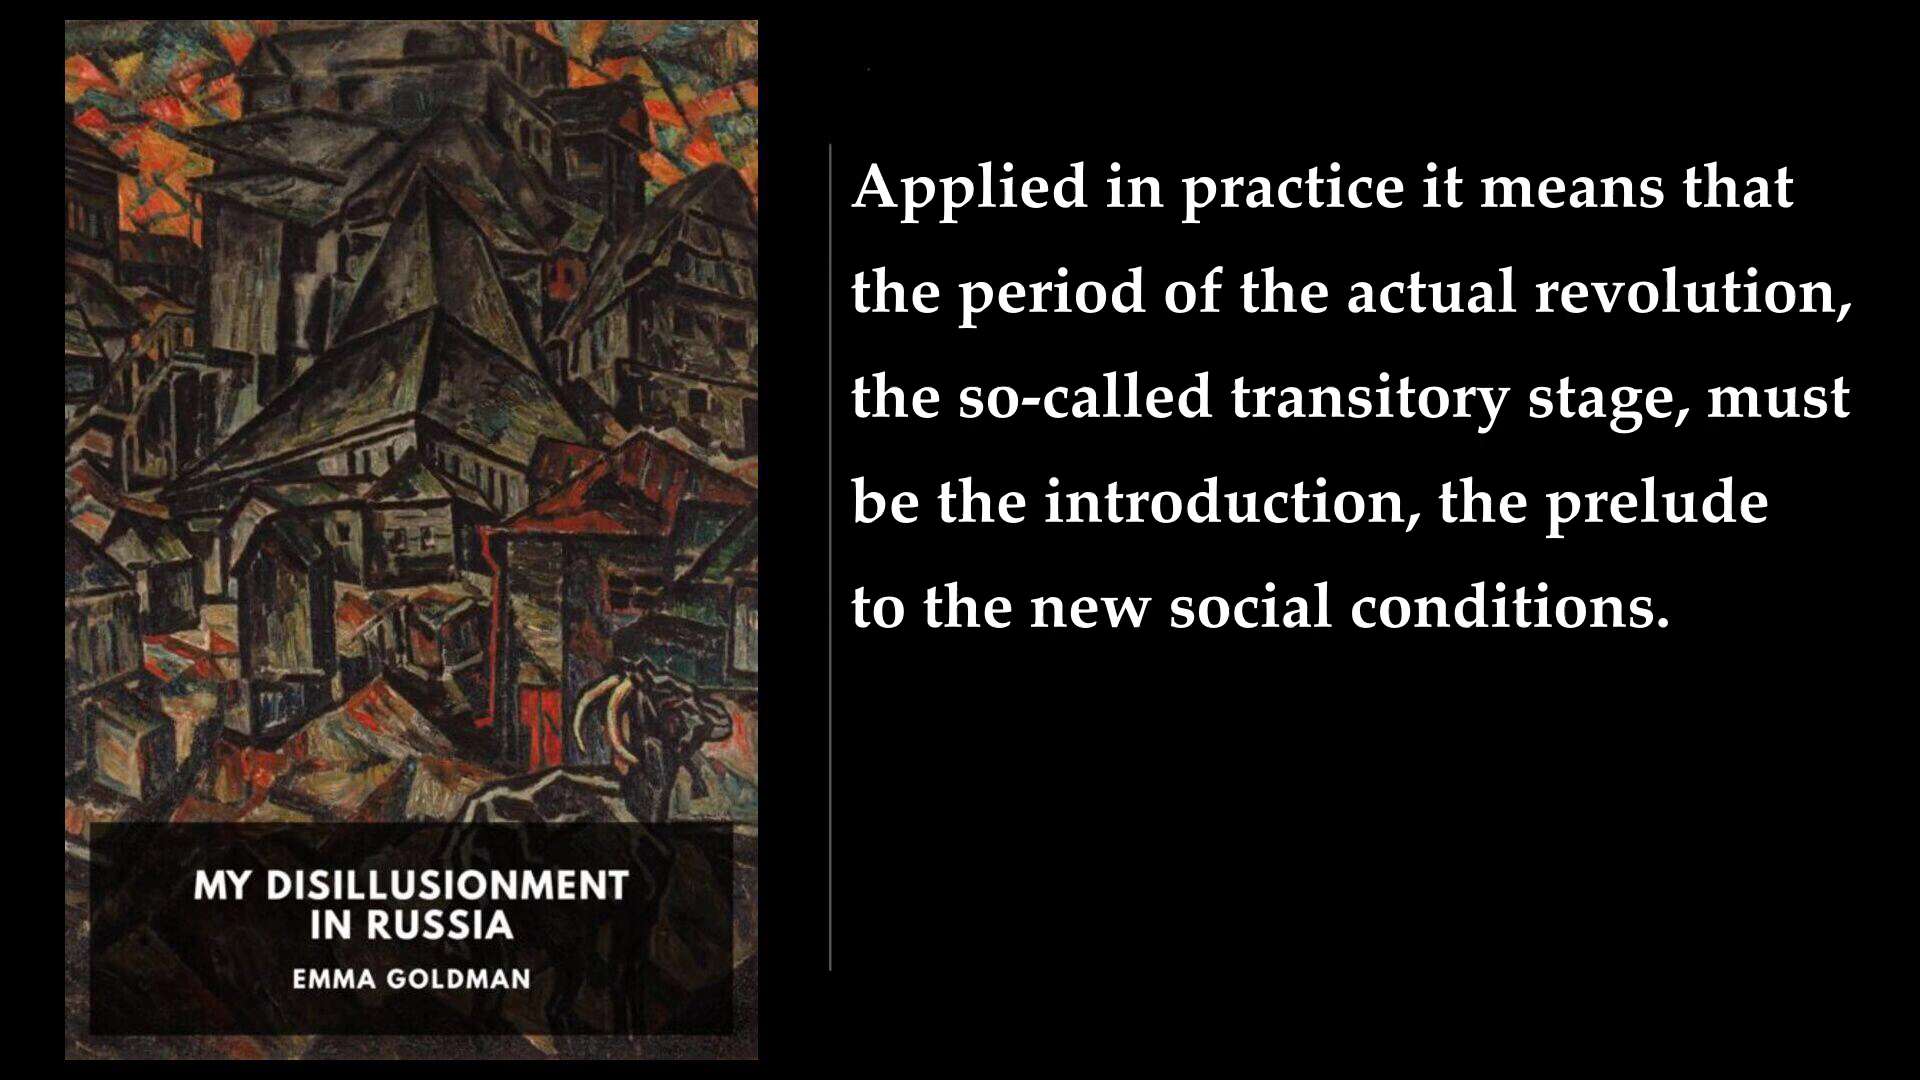 MY DISILLUSIONMENT
IN RUSSIA
EMMA GOLDMAN
Applied in practice it means that
the period of the actual revolution,
the so-called transitory stage, must
be the introduction, the prelude
to the new social conditions.